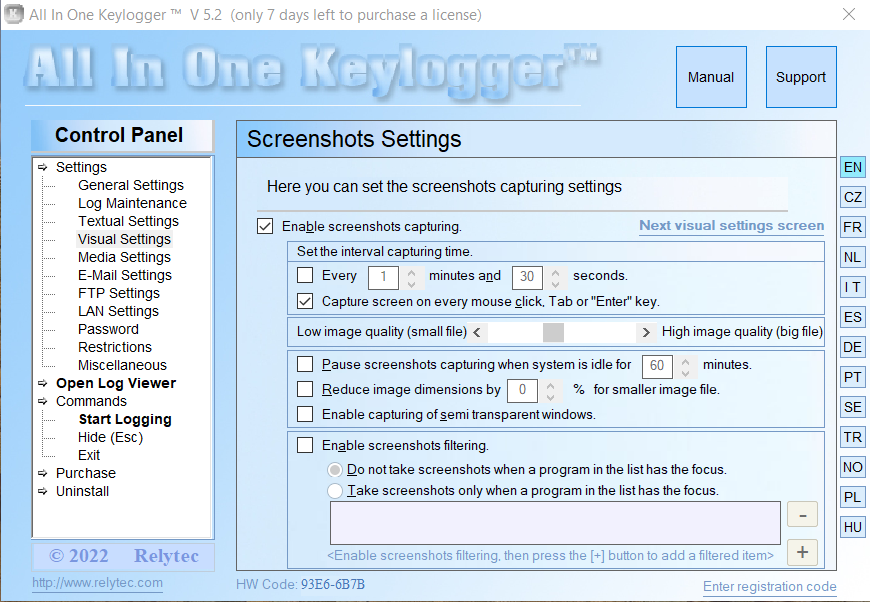 All In One Keylogger ™ V 5.2 (only 7 days left to purchase a license)
All In One Keylogger™
Manual
Support
Control Panel
Settings
General Settings
Log Maintenance
Textual Settings
Visual Settings
Media Settings
E-Mail Settings
FTP Settings
LAN Settings
Password
Restrictions
Miscellaneous
Open Log Viewer
Commands
Start Logging
Hide (Esc)
Exit
Purchase
Uninstall
© 2022 Relytec
http://www.relytec.com
Screenshots Settings
Here you can set the screenshots capturing settings
Enable screenshots capturing.
Next visual settings screen
Set the interval capturing time.
Every 1 minutes and 30 seconds.
Capture screen on every mouse click, Tab or "Enter" key.
Low image quality (small file) < > High image quality (big file)
Pause screenshots capturing when system is idle for 60 minutes.
Reduce image dimensions by 0 % for smaller image file.
Enable capturing of semi transparent windows.
Enable screenshots filtering.
Do not take screenshots when a program in the list has the focus.
Take screenshots only when a program in the list has the focus.
-
+
<Enable screenshots filtering, then press the [+] button to add a filtered item>
HW Code: 93E6-6B7B
Enter registration code
EN
CZ
FR
NL
IT
ES
DE
PT
SE
TR
NO
PL
HU